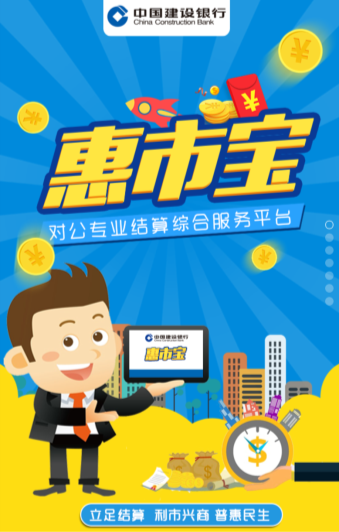 中国建设银行
China Construction Bank
惠市宝
对公专业结算综合服务平台
中国建设银行
惠市宝
立足结算 利市兴商 普惠民生